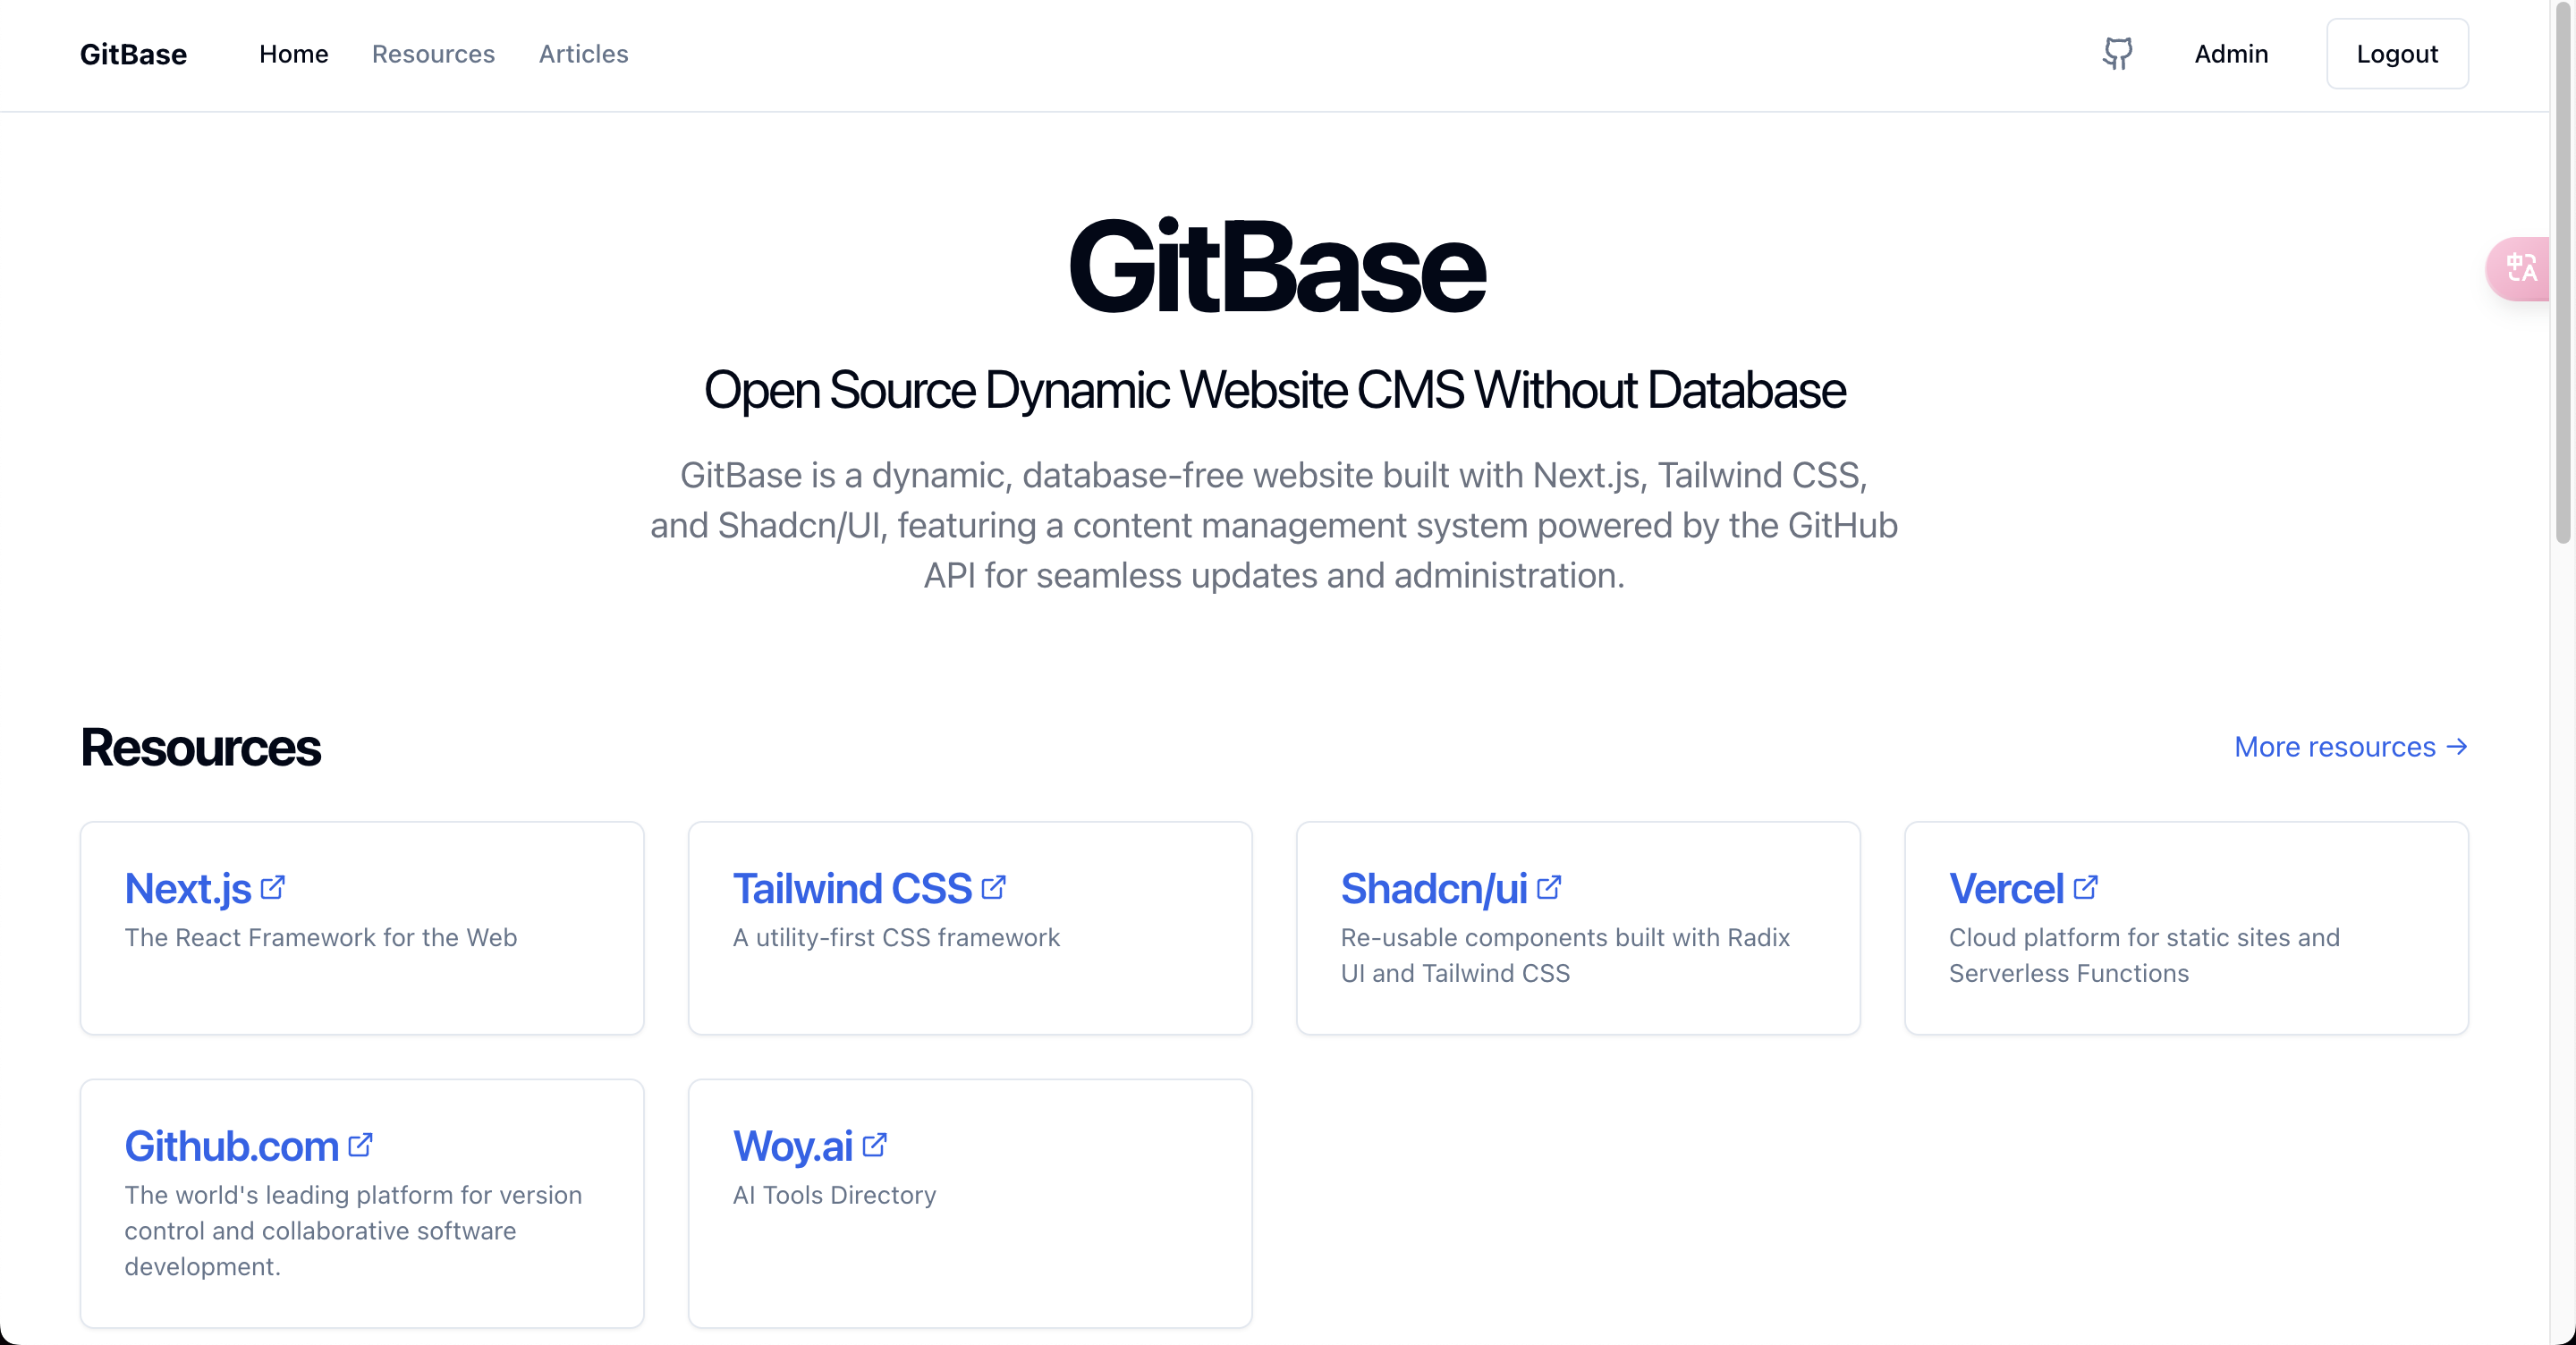 GitBase
Home
Resources
Articles
Admin
Logout
GitBase
中A
Open Source Dynamic Website CMS Without Database
GitBase is a dynamic, database-free website built with Next.js, Tailwind CSS,
and Shadcn/UI, featuring a content management system powered by the GitHub
API for seamless updates and administration.
Resources
More resources →
Next.js
The React Framework for the Web
Tailwind CSS
A utility-first CSS framework
Shadcn/ui
Re-usable components built with Radix
UI and Tailwind CSS
Vercel
Cloud platform for static sites and
Serverless Functions
Github.com
The world's leading platform for version
control and collaborative software
development.
Woy.ai
AI Tools Directory